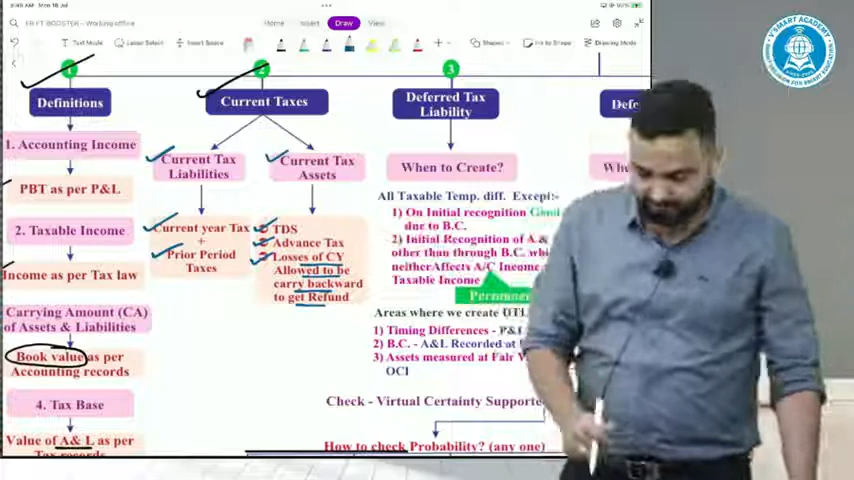 FR FT BOOSTER - Working office
Home Insert Draw View
Text Mode Lasso Select Insert Space
Shapes Ink to Shape Drawing Mode
1
2
3
Definitions
Current Taxes
Deferred Tax
Liability
1. Accounting Income
PBT as per P&L
2. Taxable Income
Income as per Tax law
Carrying Amount (CA)
of Assets & Liabilities
Book value as per
Accounting records
4. Tax Base
Value of A& L as per
Tax records
Current Tax
Liabilities
Current year Tax
+
Prior Period
Taxes
Current Tax
Assets
TDS
Advance Tax
Losses of CY
Allowed to be
carry backward
to get Refund
When to Create?
All Taxable Temp. diff. Except:-
1) On Initial recognition
due to B.C.
2) Initial Recognition of A &
other than through B.C.
neither Affects A/C Income
Taxable Income
Areas where we create
1) Timing Differences - P&L
2) B.C. - A&L Recorded at
3) Assets measured at Fair
OCI
Check - Virtual Certainty
How to check Probability? (any one)
V'SMART ACADEMY